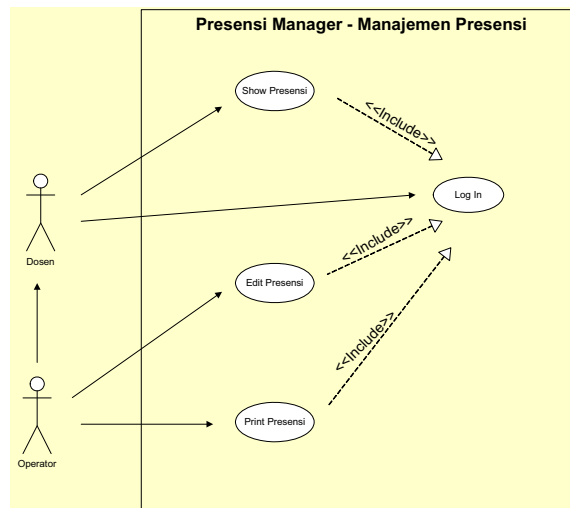 Presensi Manager - Manajemen Presensi
Show Presensi
<<Include>>
Log In
Dosen
<<Include>>
Edit Presensi
<<Include>>
Print Presensi
Operator